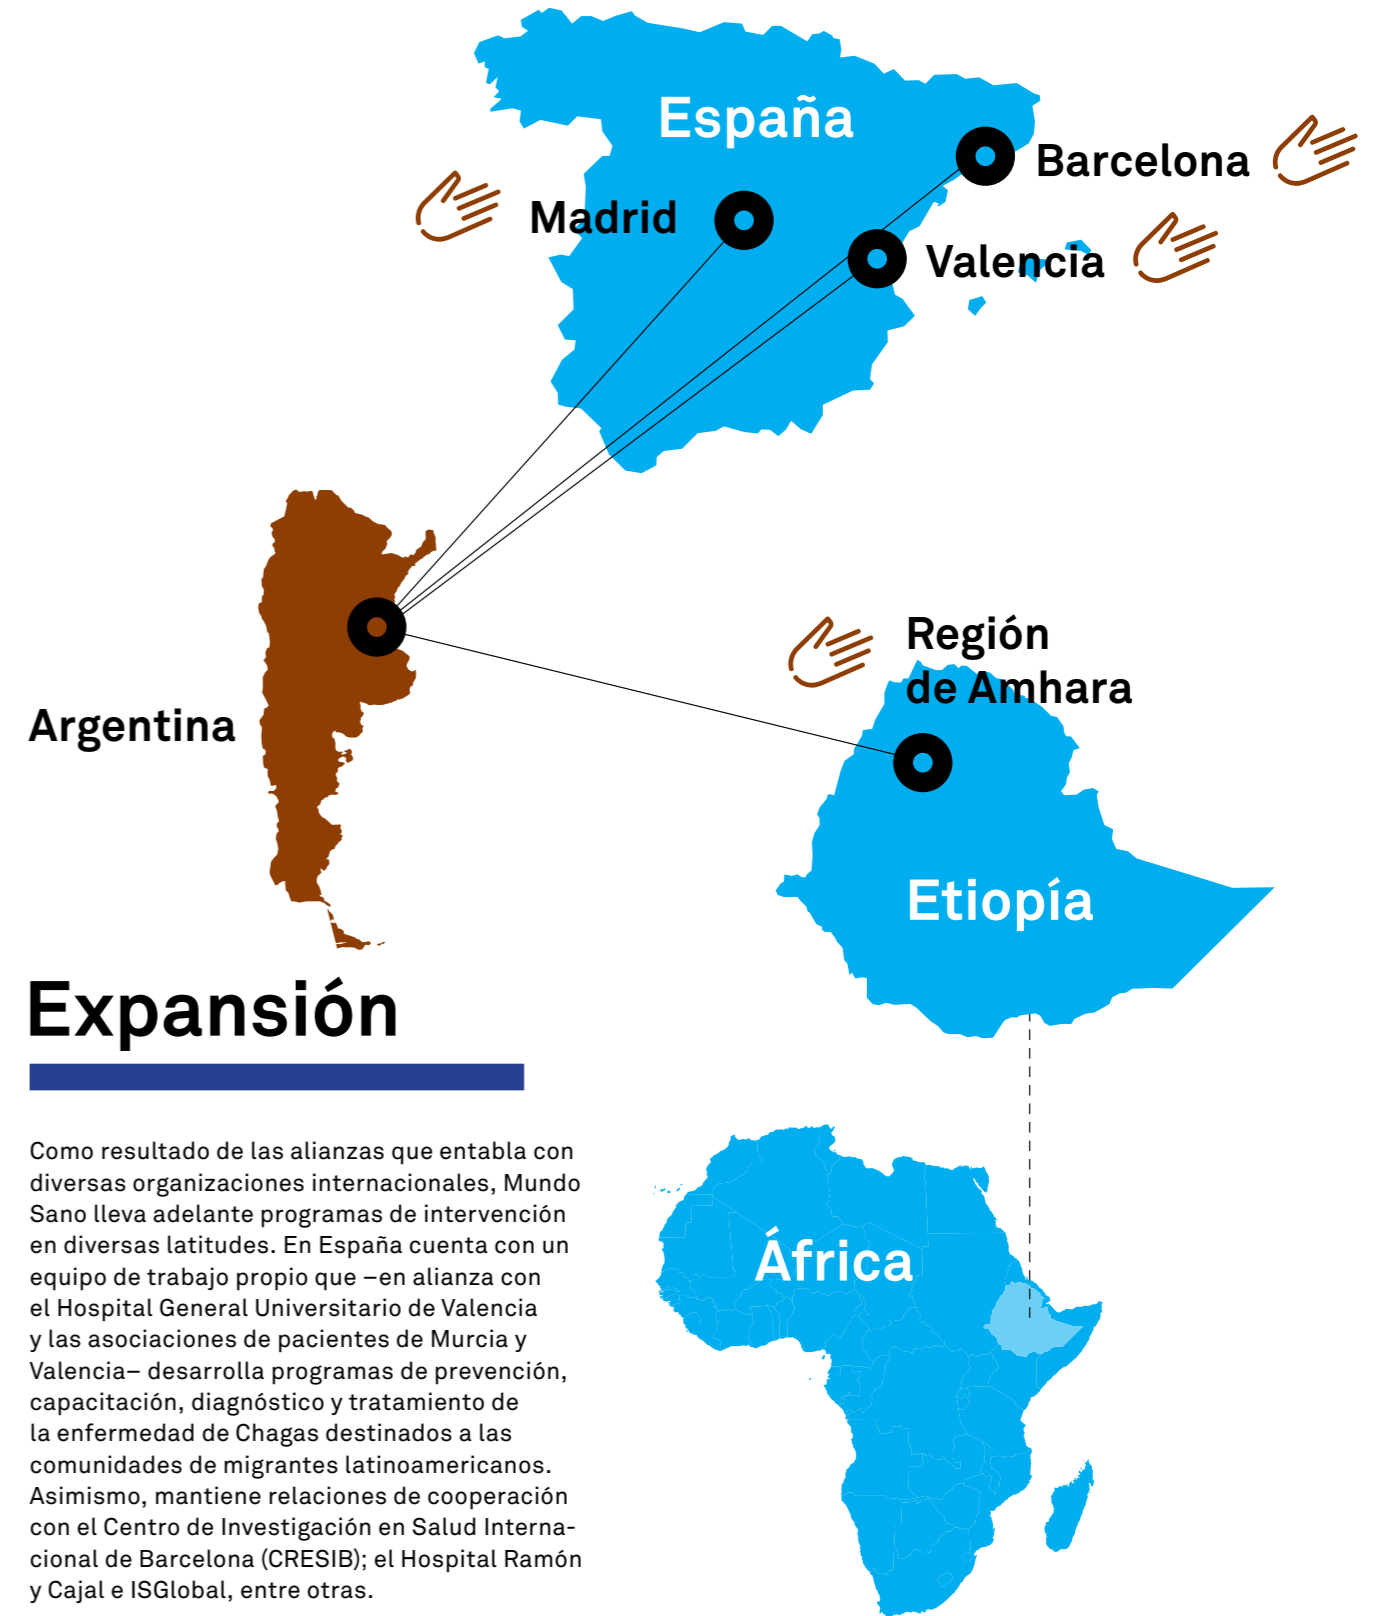 España
Barcelona
Madrid
Valencia
Región
de Amhara
Argentina
Etiopía
Expansión
Como resultado de las alianzas que entabla con
diversas organizaciones internacionales, Mundo
Sano lleva adelante programas de intervención
en diversas latitudes. En España cuenta con un
equipo de trabajo propio que –en alianza con
el Hospital General Universitario de Valencia
y las asociaciones de pacientes de Murcia y
Valencia– desarrolla programas de prevención,
capacitación, diagnóstico y tratamiento de
la enfermedad de Chagas destinados a las
comunidades de migrantes latinoamericanos.
Asimismo, mantiene relaciones de cooperación
con el Centro de Investigación en Salud Interna-
cional de Barcelona (CRESIB); el Hospital Ramón
y Cajal e ISGlobal, entre otras.
África